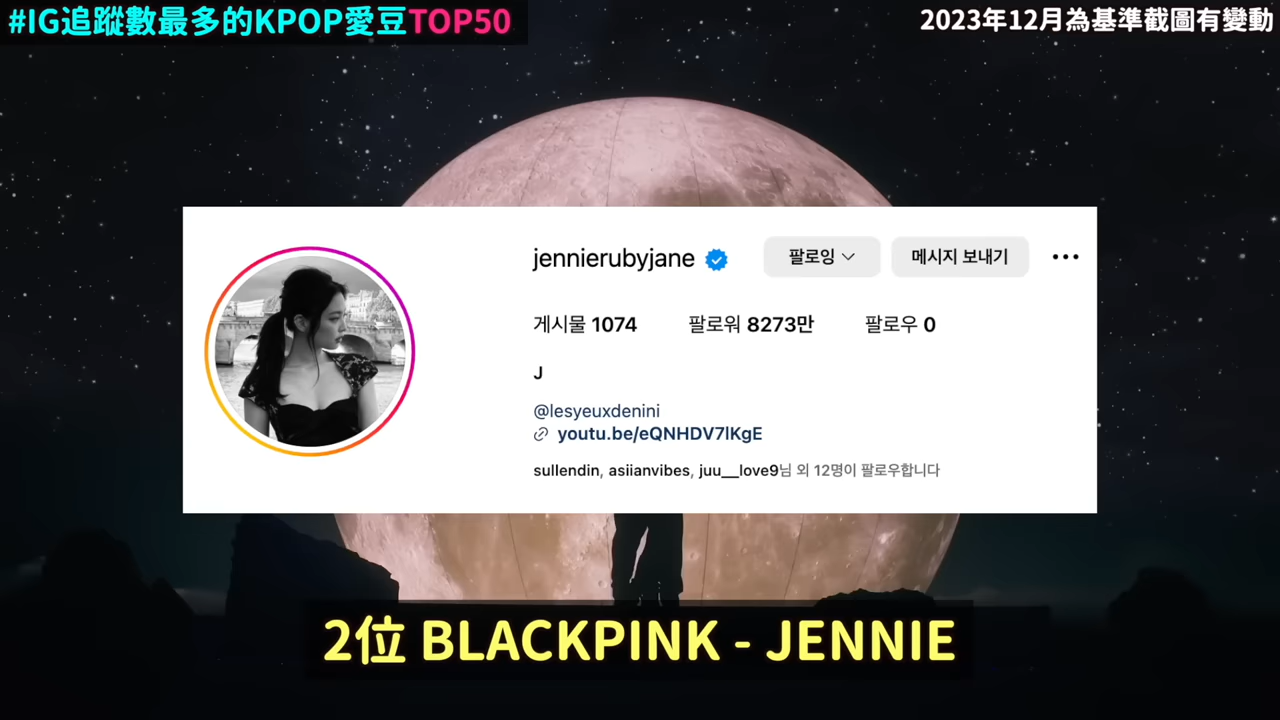 #IG追蹤數最多的KPOP愛豆TOP50
2023年12月為基準截圖有變動
jennierubyjane 팔로잉 메시지 보내기
게시물 1074 팔로워 8273만 팔로우 0
J
@lesyeuxdenini
youtu.be/eQNHDV7lKgE
sullendin, asiianvibes, juu__love9님 외 12명이 팔로우합니다
2位 BLACKPINK - JENNIE